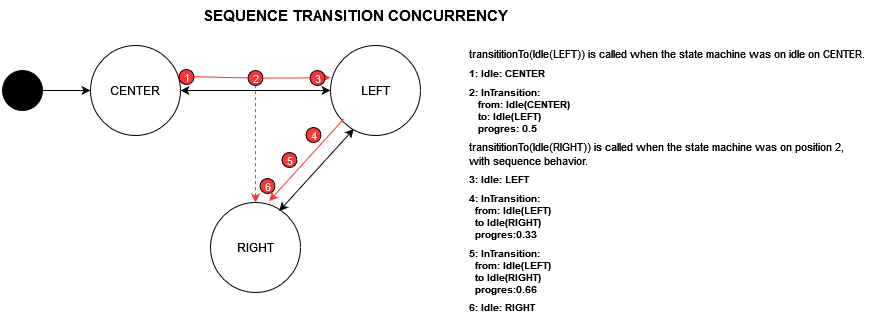 SEQUENCE TRANSITION CONCURRENCY
transititionTo(Idle(LEFT)) is called when the state machine was on idle on CENTER.
1: Idle: CENTER
2: InTransition:
from: Idle(CENTER)
to: Idle(LEFT)
progres: 0.5
transititionTo(Idle(RIGHT)) is called when the state machine was on position 2,
with sequence behavior.
3: Idle: LEFT
4: InTransition:
from: Idle(LEFT)
to Idle(RIGHT)
progres:0.33
5: InTransition:
from: Idle(LEFT)
to Idle(RIGHT)
progres:0.66
6: Idle: RIGHT
CENTER
1
2
3
LEFT
4
5
6
RIGHT